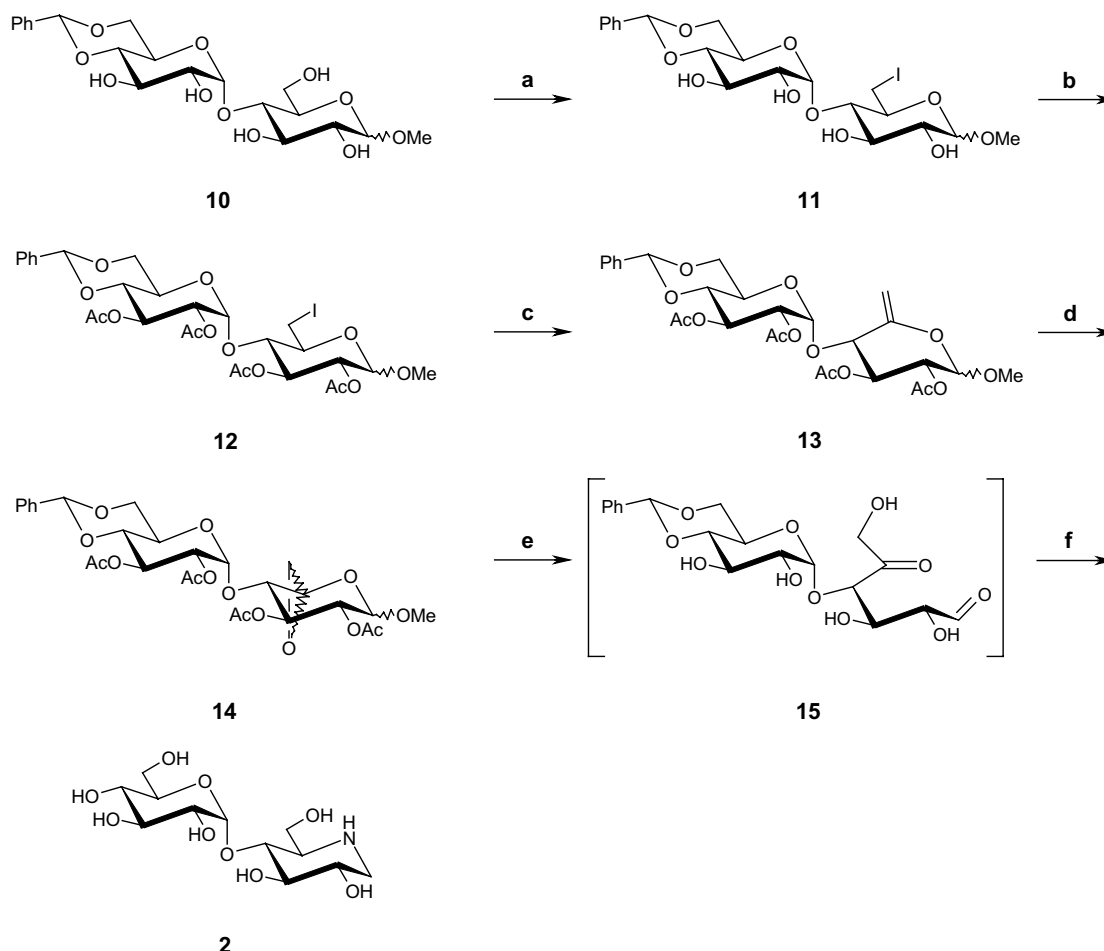 Ph O O O HO HO O OH O HO OH OMe
a
Ph O O O HO HO O I O HO OH OMe
b
10
11
Ph O O O AcO AcO O I O AcO AcO OMe
c
Ph O O O AcO AcO O O AcO AcO OMe
d
12
13
Ph O O O AcO AcO O O AcO OAc OMe O
e
Ph O O O HO HO O OH O HO OH O
f
14
15
OH O HO HO HO O OH H N HO OH
2